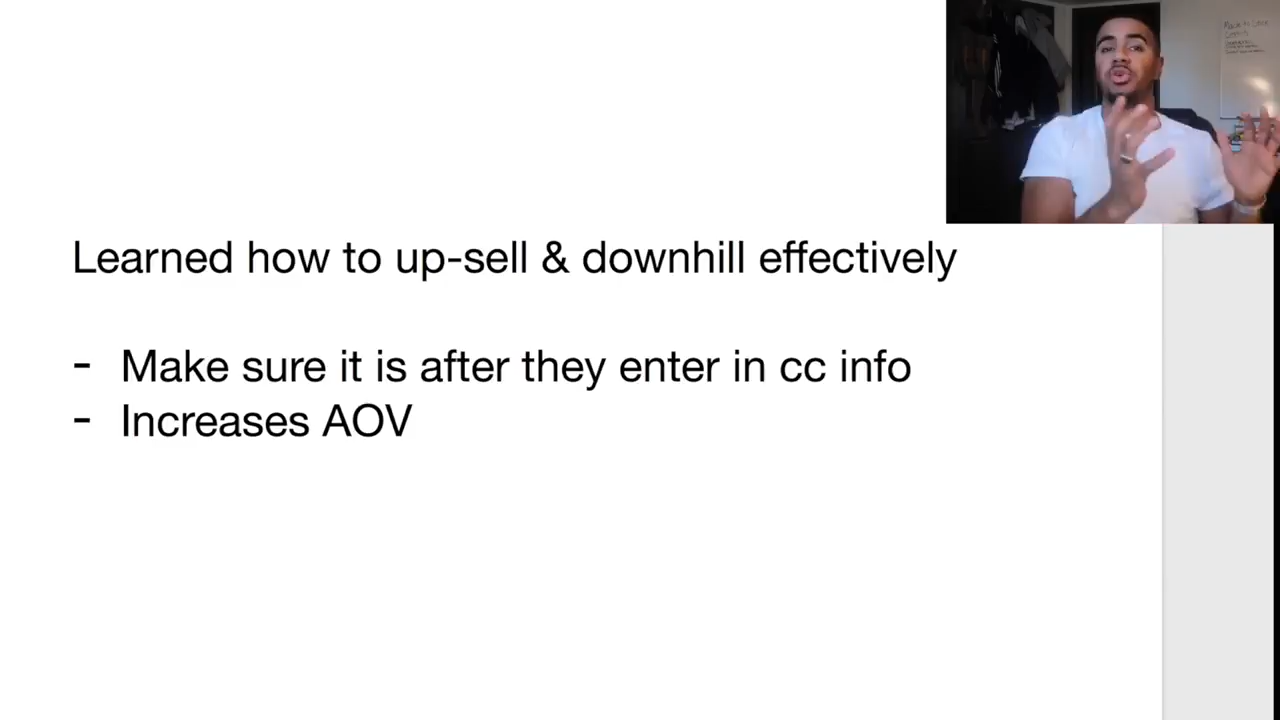 Learned how to up-sell & downhill effectively
- Make sure it is after they enter in cc info
- Increases AOV